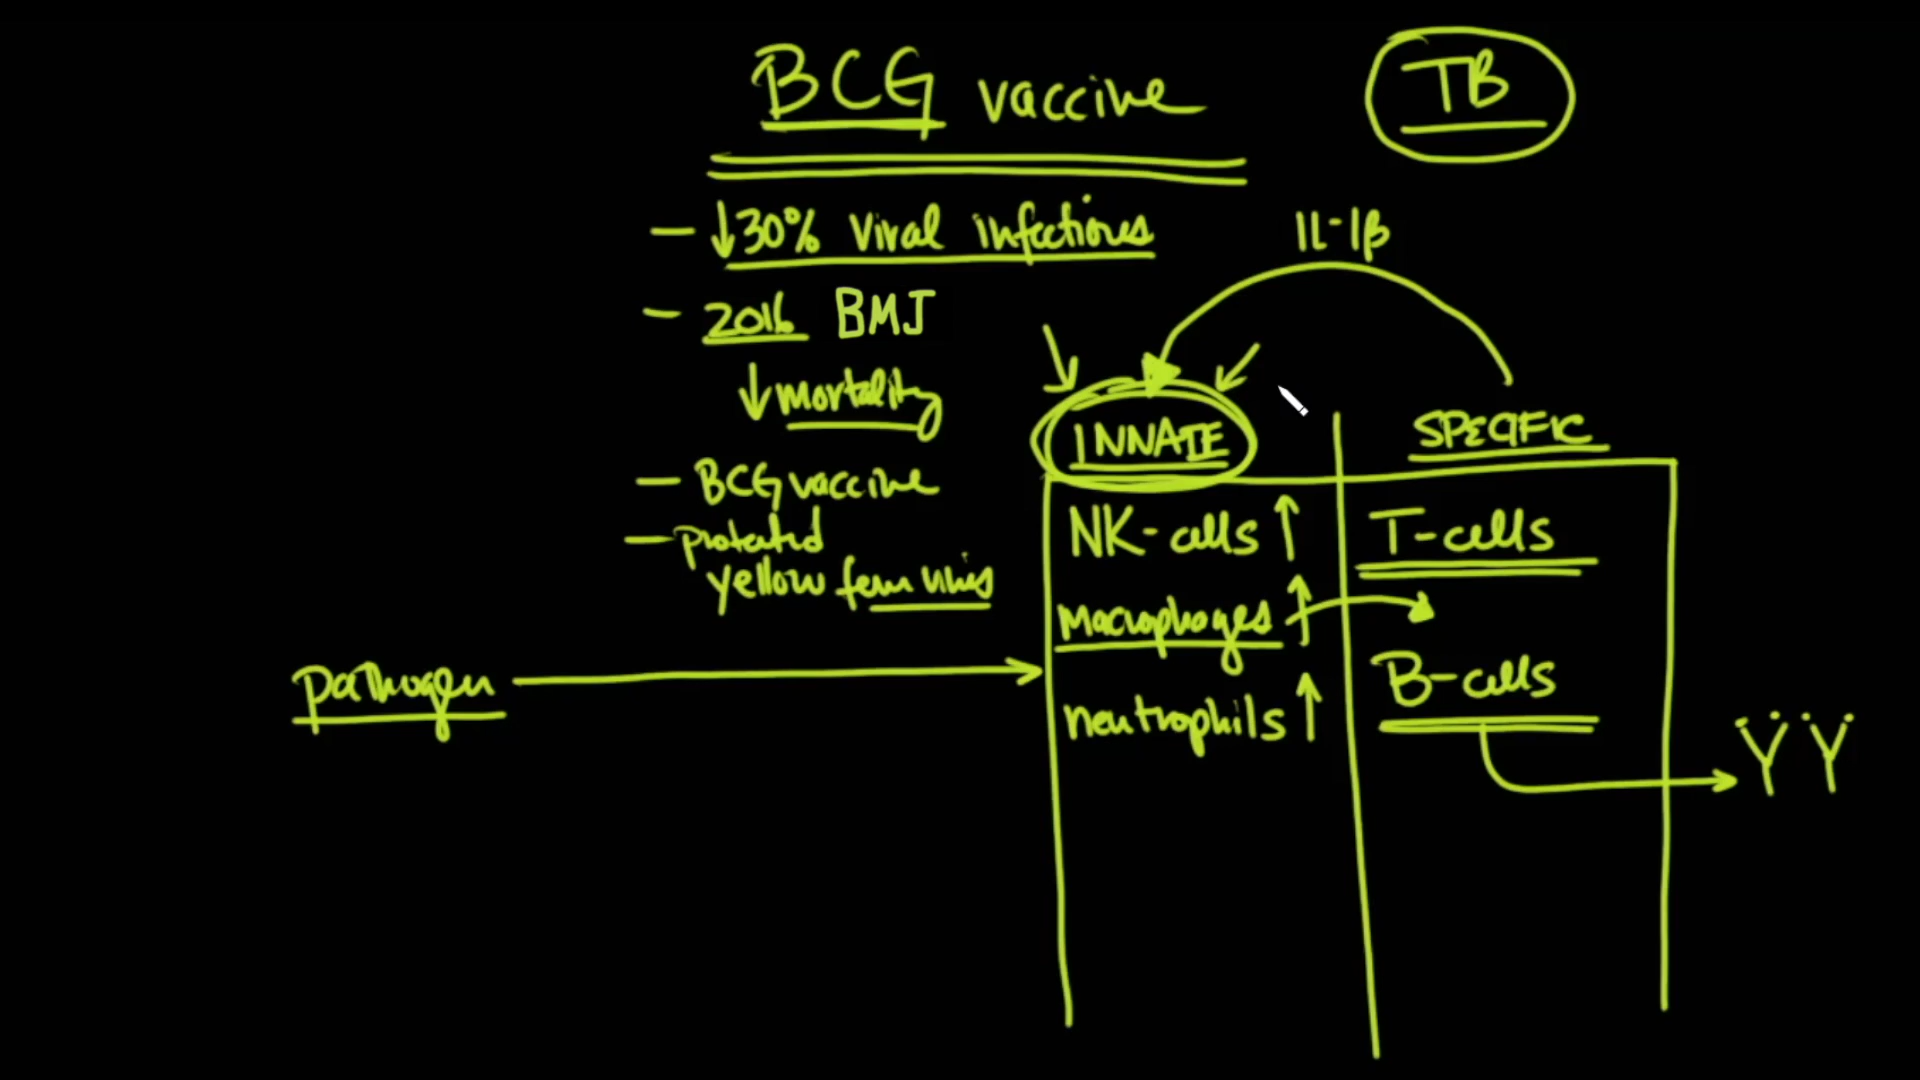 BCG vaccine
TB
- ↓30% Viral infections
- 2016 BMJ
↓ mortality
- BCG vaccine
- protected
yellow fever virus
IL-1β
INNATE
SPECIFIC
NK-cells ↑
T-cells
macrophages ↑
B-cells
neutrophils ↑
pathogen